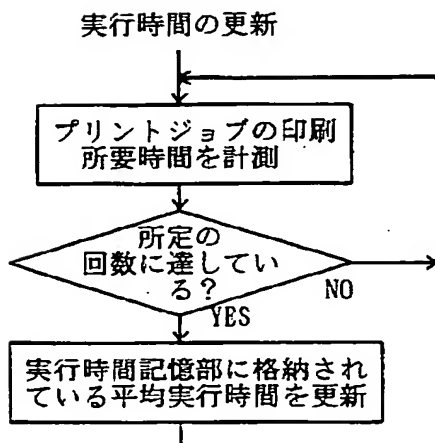 実行時間の更新
プリントジョブの印刷
所要時間を計測
所定の
回数に達してい
る?
NO
YES
実行時間記憶部に格納され
ている平均実行時間を更新